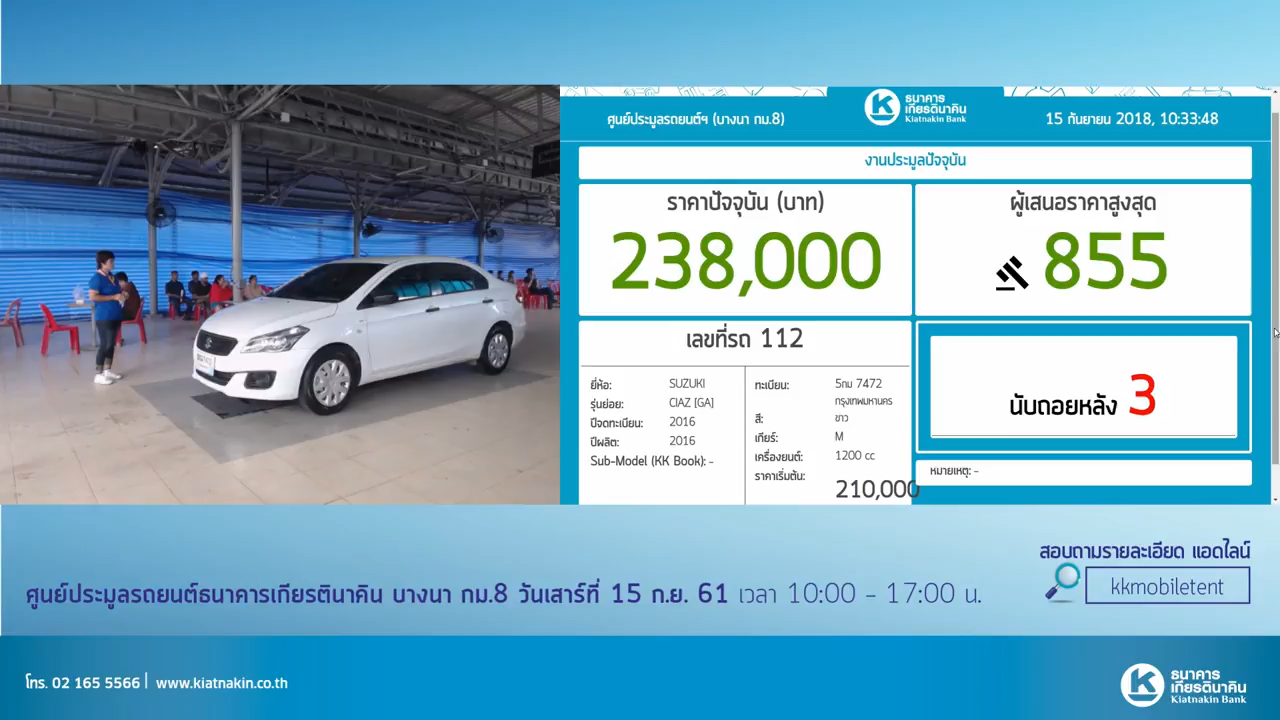 ศูนย์ประมูลรถยนต์ฯ (บางนา กม.8)
ธนาคาร
เกียรตินาคิน
Kiatnakin Bank
15 กันยายน 2018, 10:33:48
งานประมูลปัจจุบัน
ราคาปัจจุบัน (บาท)
238,000
ผู้เสนอราคาสูงสุด
855
เลขที่รถ 112
ยี่ห้อ: SUZUKI
รุ่นย่อย: CIAZ [GA]
ปีจดทะเบียน: 2016
ปีผลิต: 2016
Sub-Model (KK Book): -
ทะเบียน: 5กม 7472
กรุงเทพมหานคร
สี: ขาว
เกียร์: M
เครื่องยนต์: 1200 cc
ราคาเริ่มต้น: 210,000
นับถอยหลัง 3
หมายเหตุ: -
สอบถามรายละเอียด แอดไลน์
kkmobiletent
ศูนย์ประมูลรถยนต์ธนาคารเกียรตินาคิน บางนา กม.8 วันเสาร์ที่ 15 ก.ย. 61 เวลา 10:00 - 17:00 น.
โทร. 02 165 5566 | www.kiatnakin.co.th
ธนาคาร
เกียรตินาคิน
Kiatnakin Bank